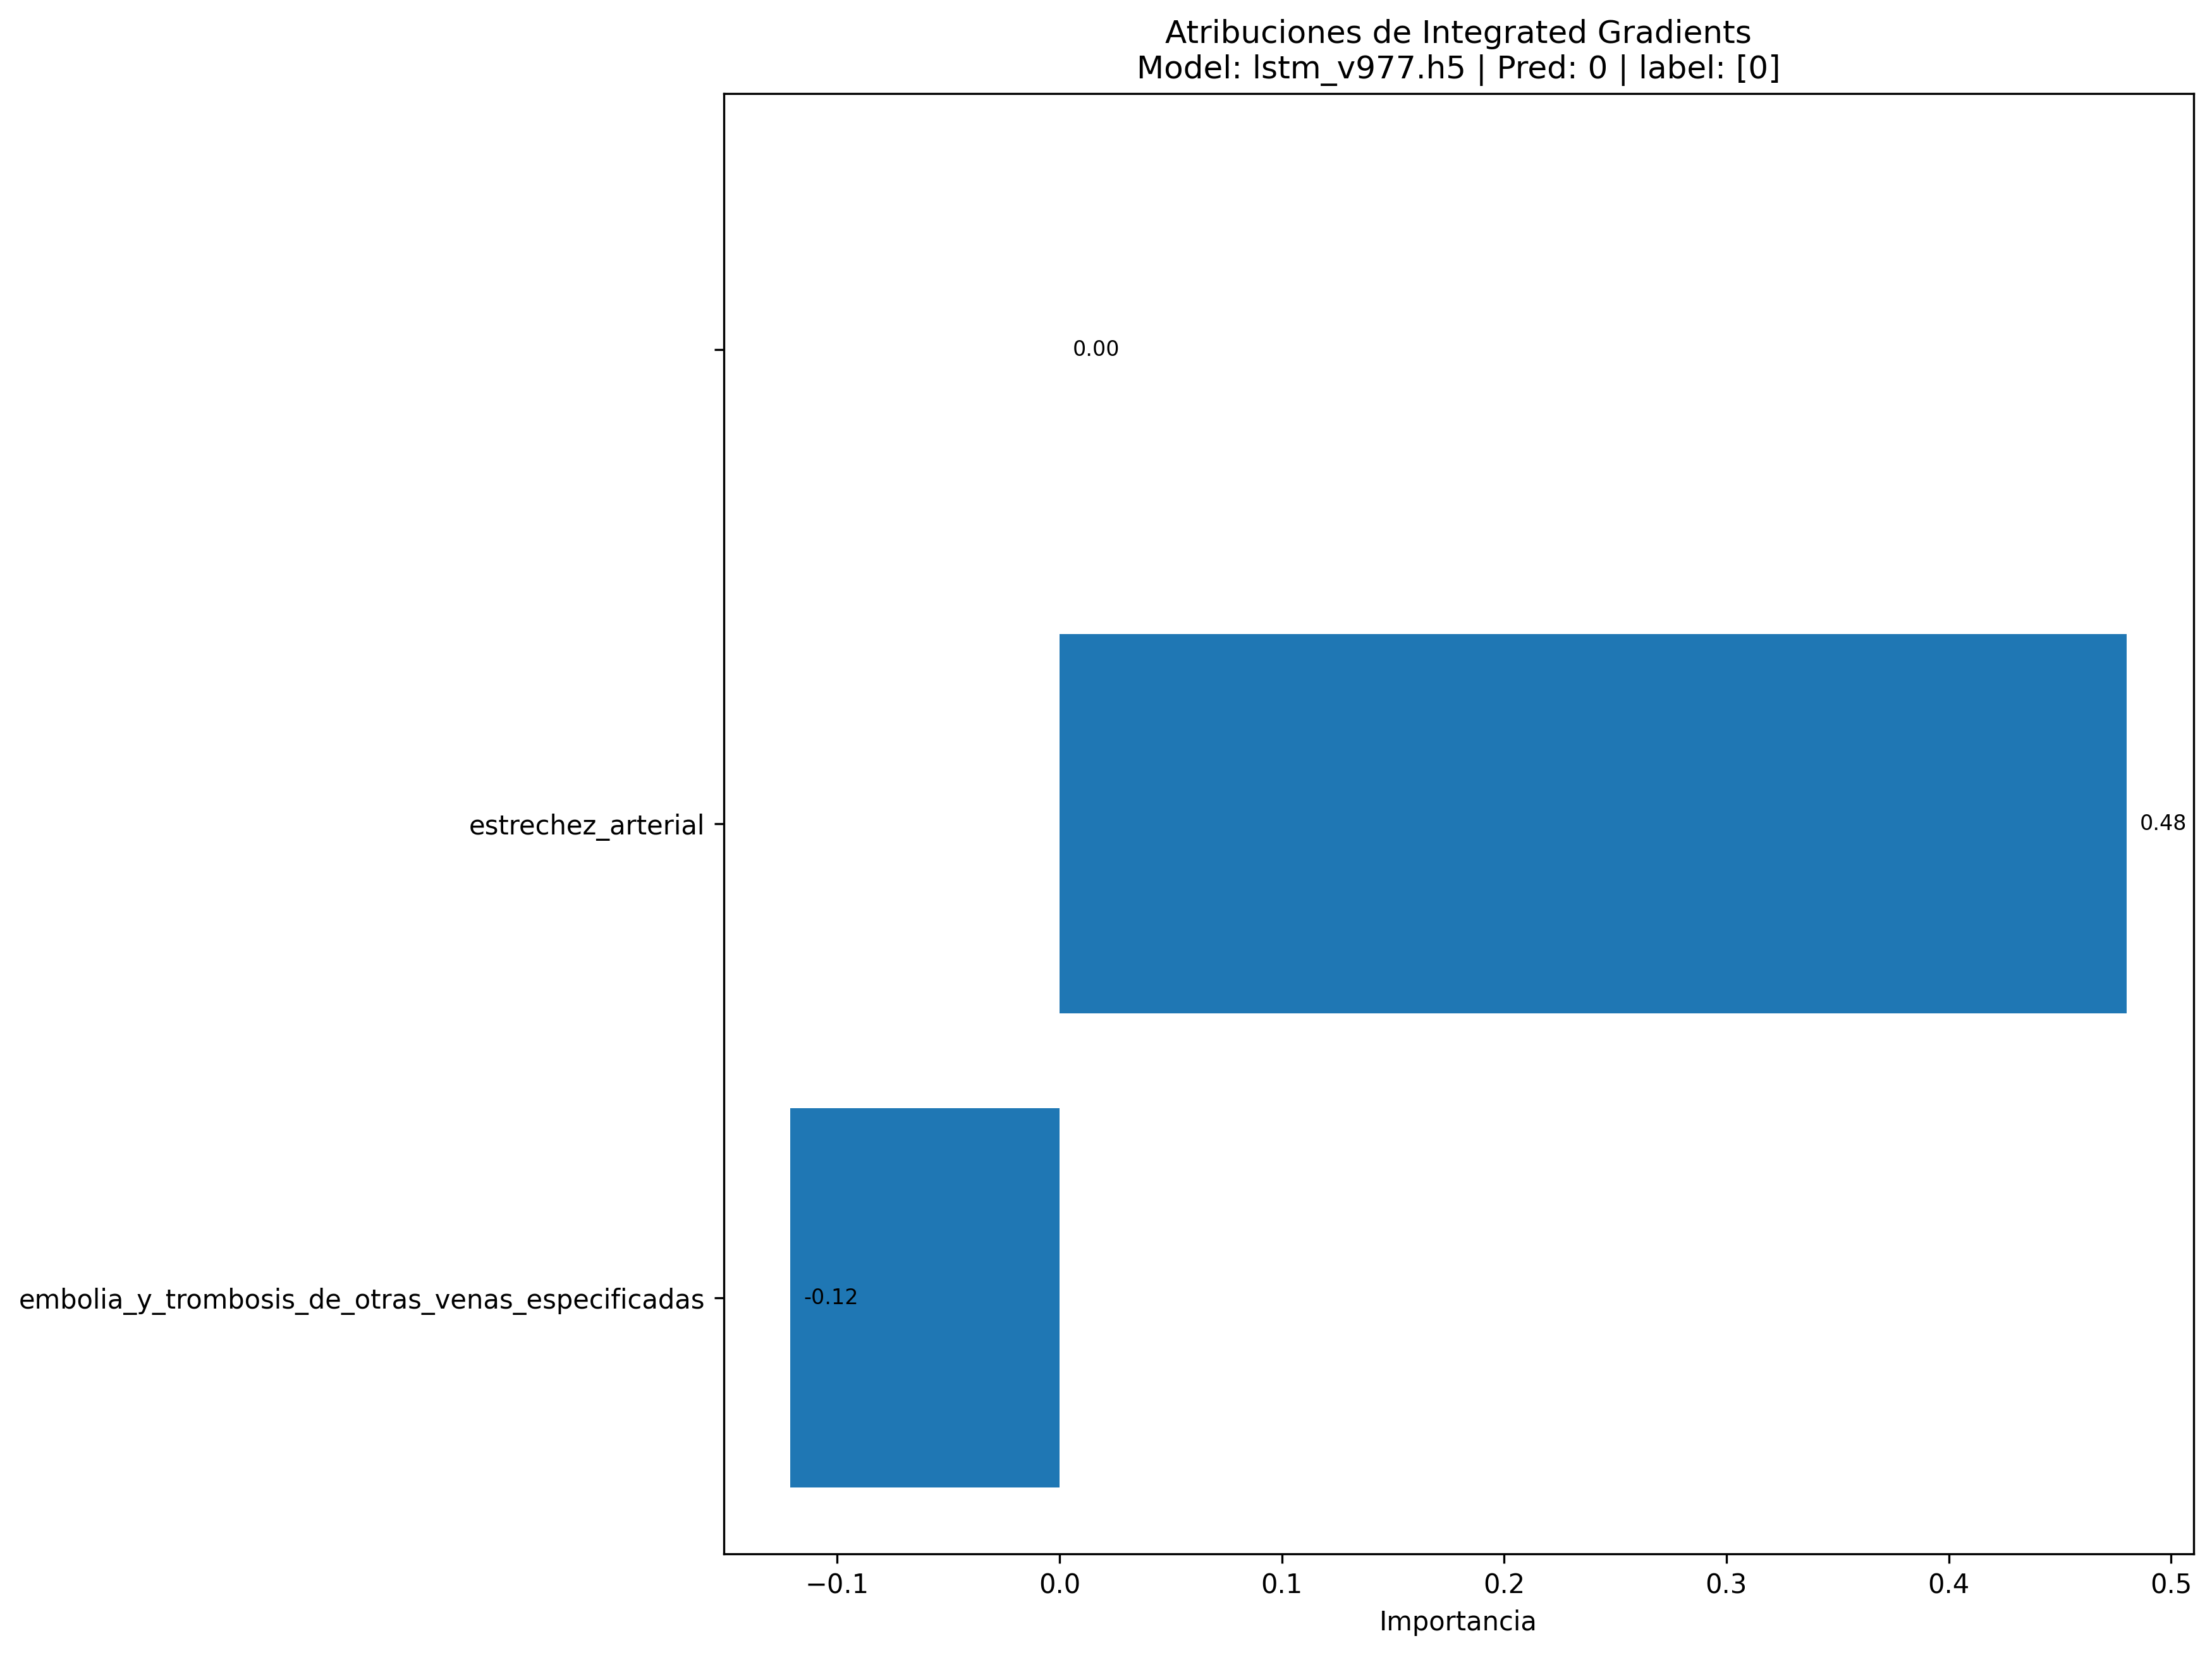 Atribuciones de Integrated Gradients
Model: lstm_v977.h5 | Pred: 0 | label: [0]
0.00
estrechez_arterial
0.48
embolia_y_trombosis_de_otras_venas_especificadas
-0.12
−0.1 0.0 0.1 0.2 0.3 0.4 0.5
Importancia